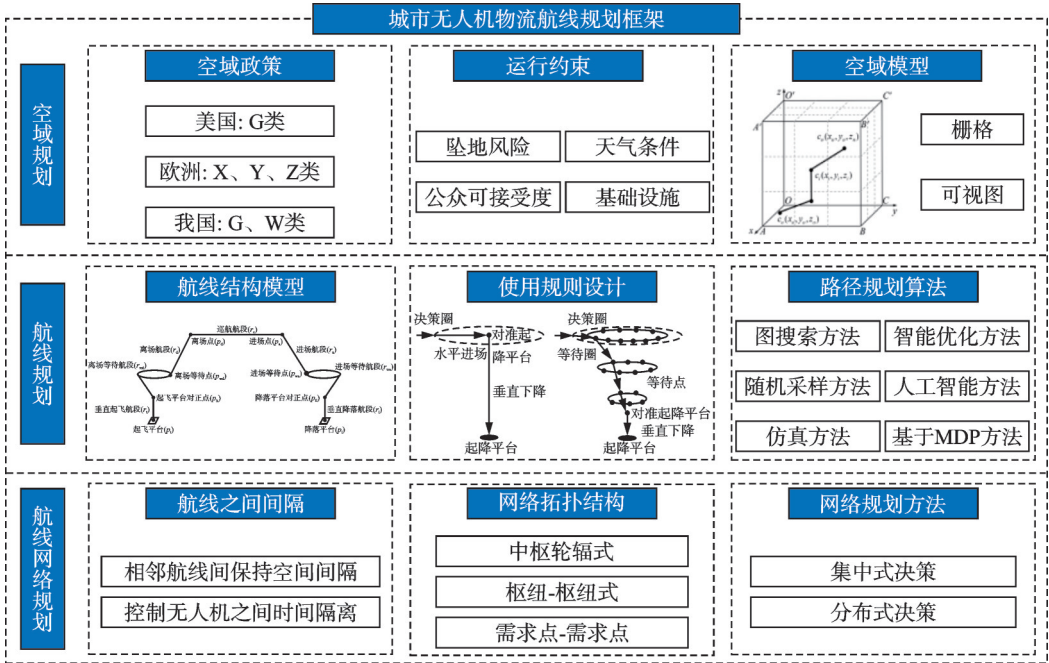 城市无人机物流航线规划框架
空域规划
空域政策
美国: G类
欧洲: X、Y、Z类
我国: G、W类
运行约束
坠地风险
天气条件
公众可接受度
基础设施
空域模型
z
O'
C'
A'
B'
cₙ(xₙ,yₙ,zₙ)
cᵢ(xᵢ,yᵢ,zᵢ)
O
C
y
x
A
B
栅格
可视图
航线规划
航线结构模型
巡航航段
离场点
进场点
离场航段
进场航段
离场等待航段
进场等待航段
离场等待点
进场等待点
起飞平台对正点
降落平台对正点
垂直起飞航段
垂直降落航段
起飞平台
降落平台
使用规则设计
决策圈
对准起
降平台
水平进场
垂直下降
起降平台
决策圈
等待圈
等待点
对准起降平台
垂直下降
起降平台
路径规划算法
图搜索方法
智能优化方法
随机采样方法
人工智能方法
仿真方法
基于MDP方法
航线网络规划
航线之间间隔
相邻航线间保持空间间隔
控制无人机之间时间隔离
网络拓扑结构
中枢轮辐式
枢纽-枢纽式
需求点-需求点
网络规划方法
集中式决策
分布式决策